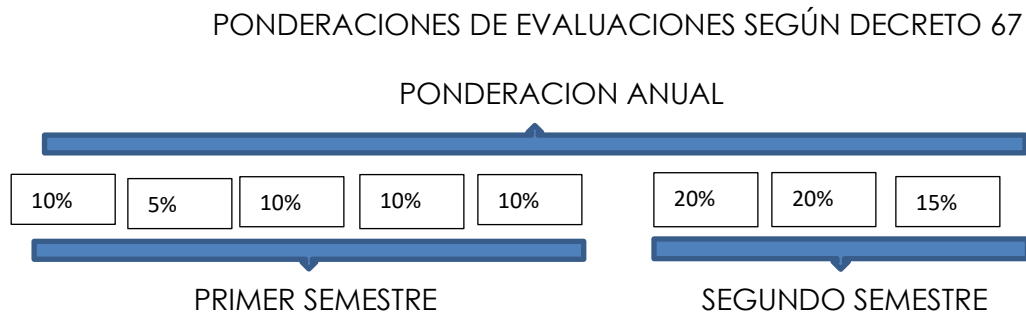 PONDERACIONES DE EVALUACIONES SEGÚN DECRETO 67
PONDERACION ANUAL
10% 5% 10% 10% 10% 20% 20% 15%
PRIMER SEMESTRE SEGUNDO SEMESTRE